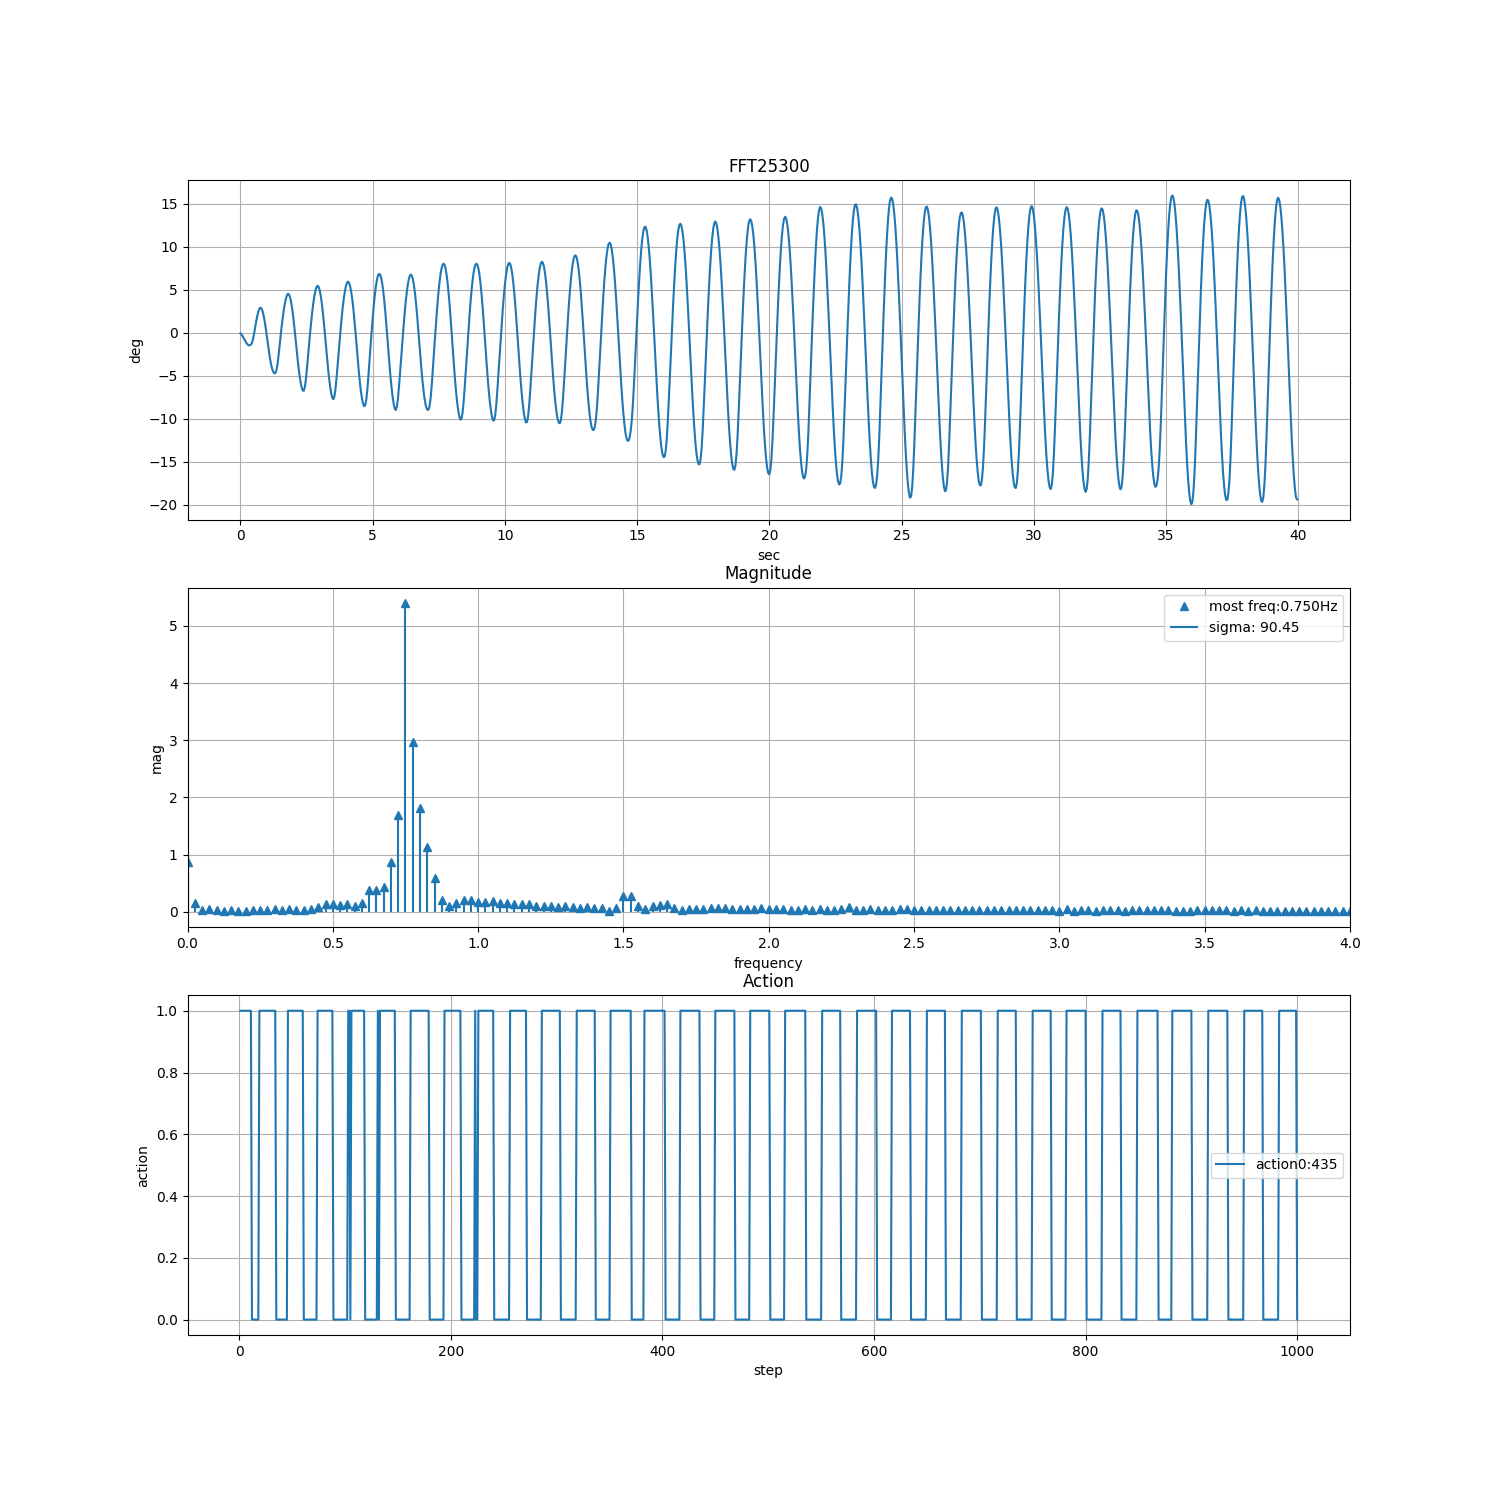 FFT25300
15
10
5
0
−5
−10
−15
−20
deg
0 5 10 15 20 25 30 35 40
sec
Magnitude
most freq:0.750Hz
sigma: 90.45
5
4
3
2
1
0
mag
0.0 0.5 1.0 1.5 2.0 2.5 3.0 3.5 4.0
frequency
Action
1.0
0.8
0.6
0.4
0.2
0.0
action
action0:435
0 200 400 600 800 1000
step